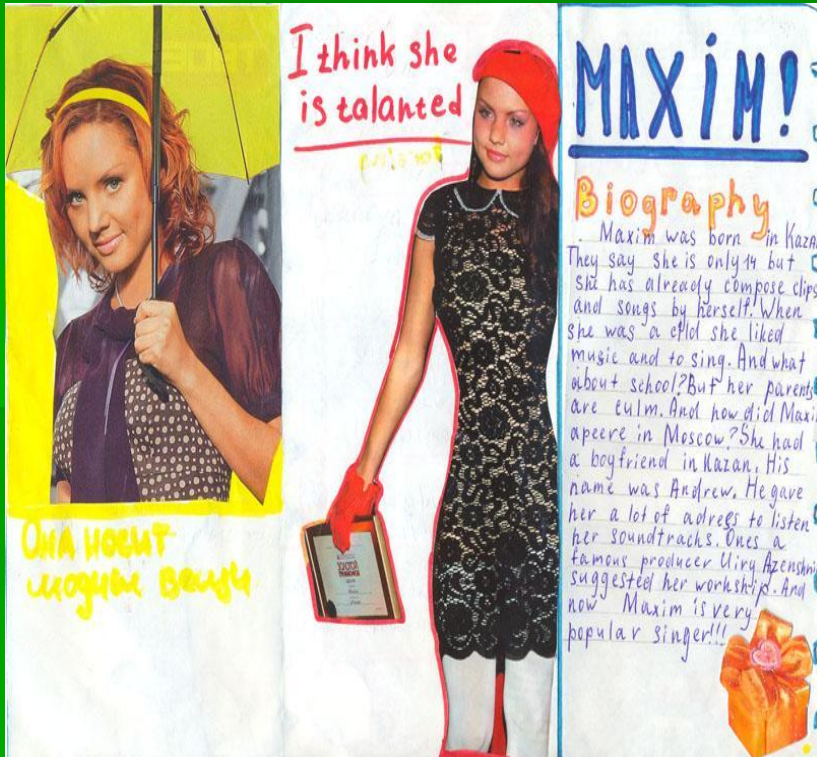 Она носит
модные вещи
I think she
is talanted
MAXiM!
Biography
Maxim was born in Kazan
They say she is only 14 but
she has already compose clips
and songs by herself. When
she was a cild she liked
music and to sing. And what
about school? But her parents
are culm. And how did Maxim
apeere in Moscow? She had
a boyfriend in Kazan. His
name was Andrew. He gave
her a lot of adress to listen
her soundtracks. Ones a
famous producer
suggested her workship. And
now Maxim is very
popular singer!!!